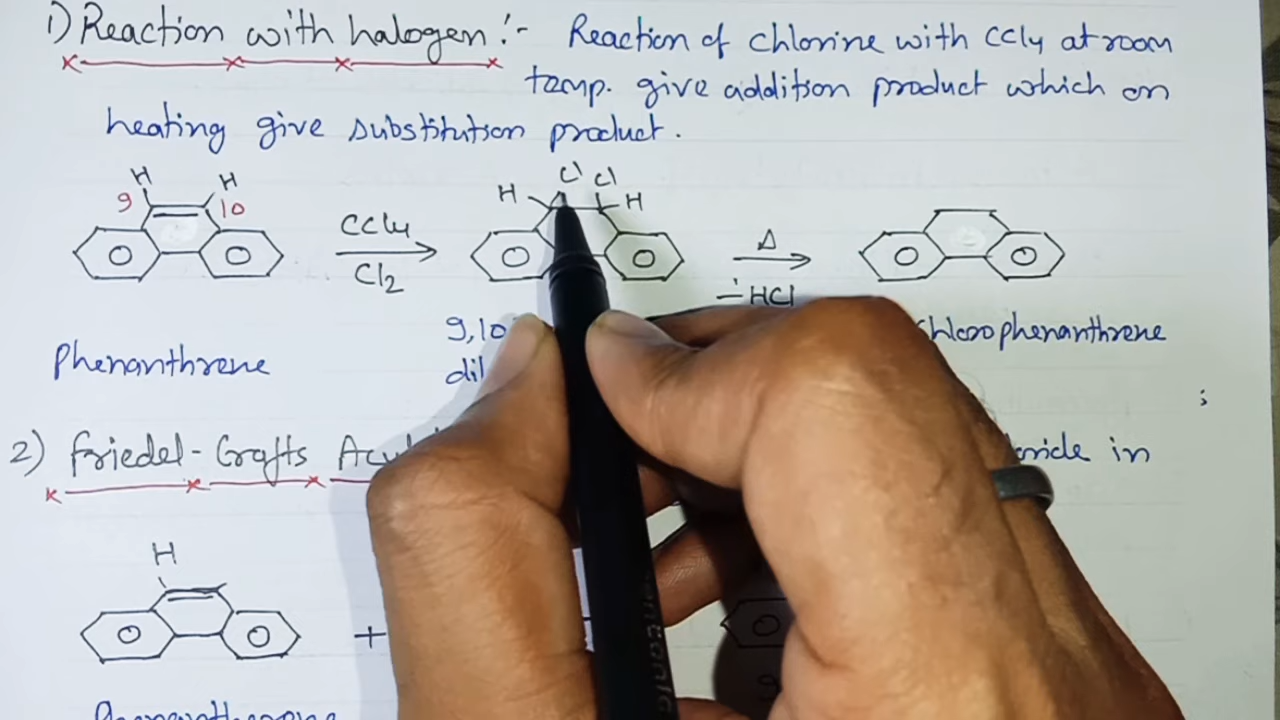 1) Reaction with halogen :- Reaction of chlorine with CCl4 at room
temp. give addition product which on
heating give substitution product.
H H Cl Cl
9 10 H H
CCl4 Δ
Cl2 - HCl
9,10
chlorophenanthrene
Phenanthrene
2) Friedel-Crafts in
H
+